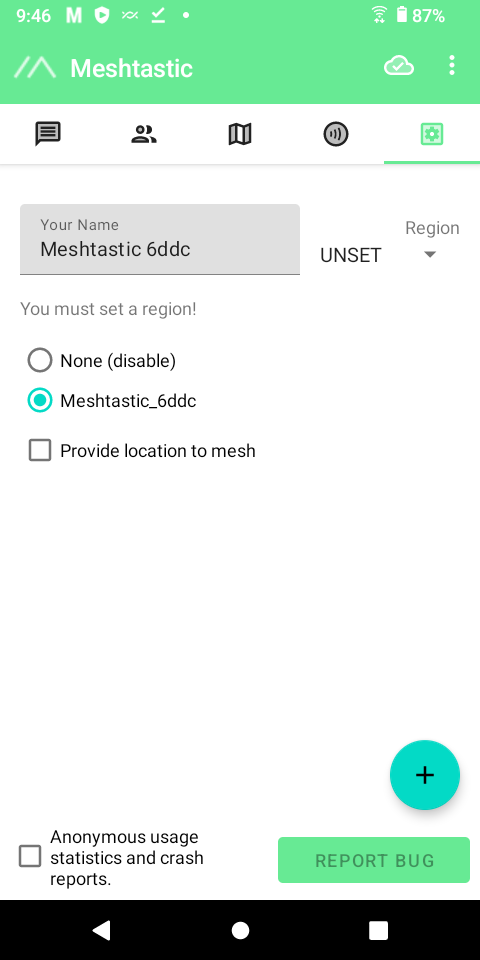 9:46
87%
Meshtastic
Your Name
Meshtastic 6ddc
Region
UNSET
You must set a region!
None (disable)
Meshtastic_6ddc
Provide location to mesh
Anonymous usage
statistics and crash
reports.
REPORT BUG